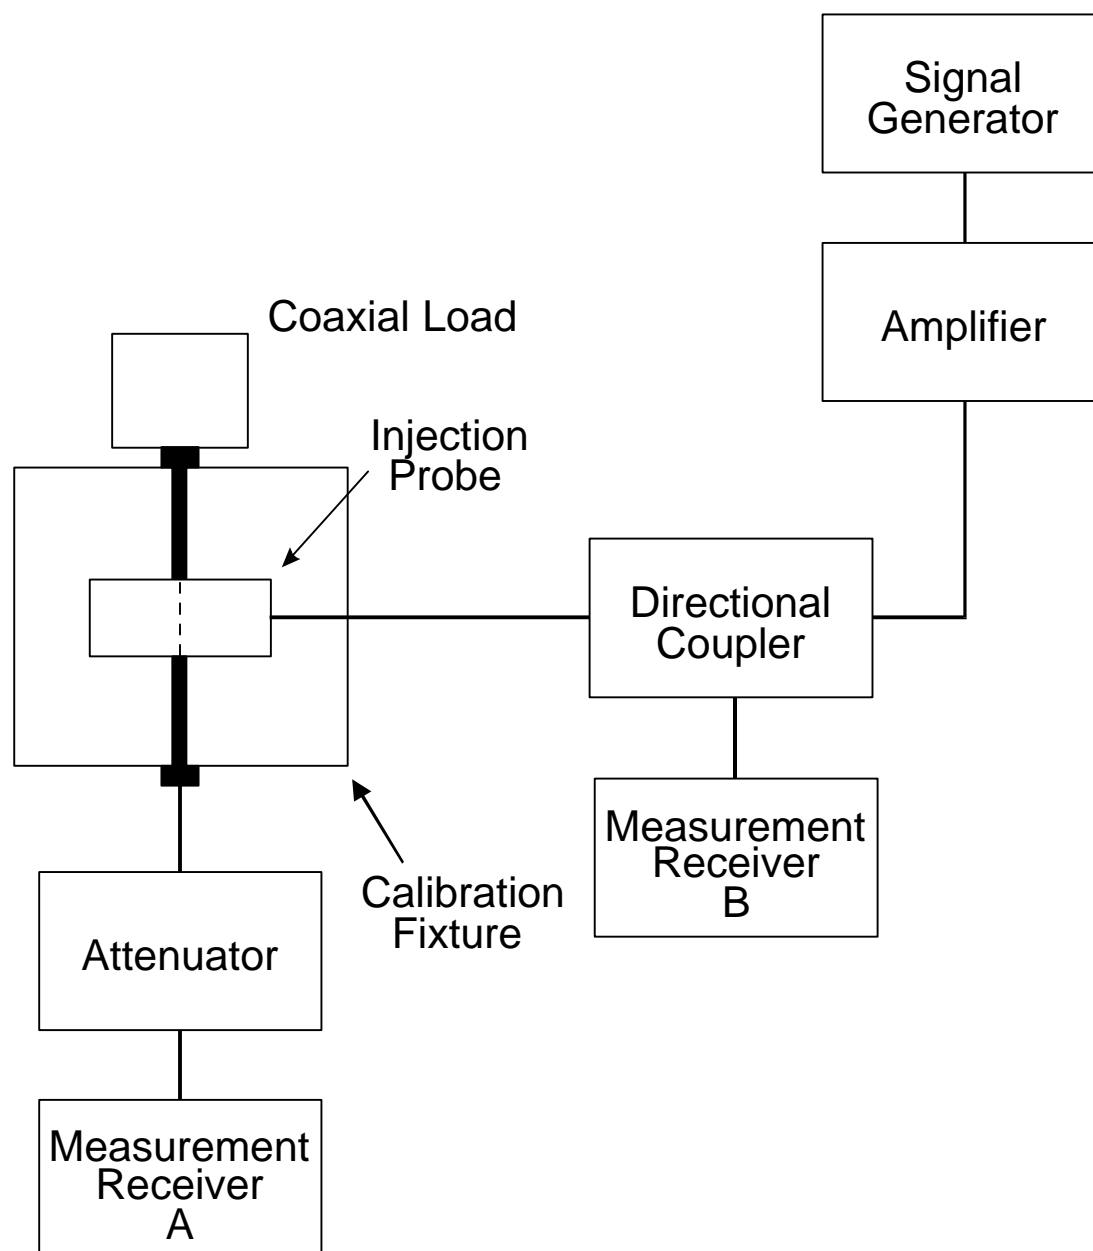 Signal
Generator
Amplifier
Coaxial Load
Injection
Probe
Directional
Coupler
Measurement
Receiver
B
Calibration
Fixture
Attenuator
Measurement
Receiver
A